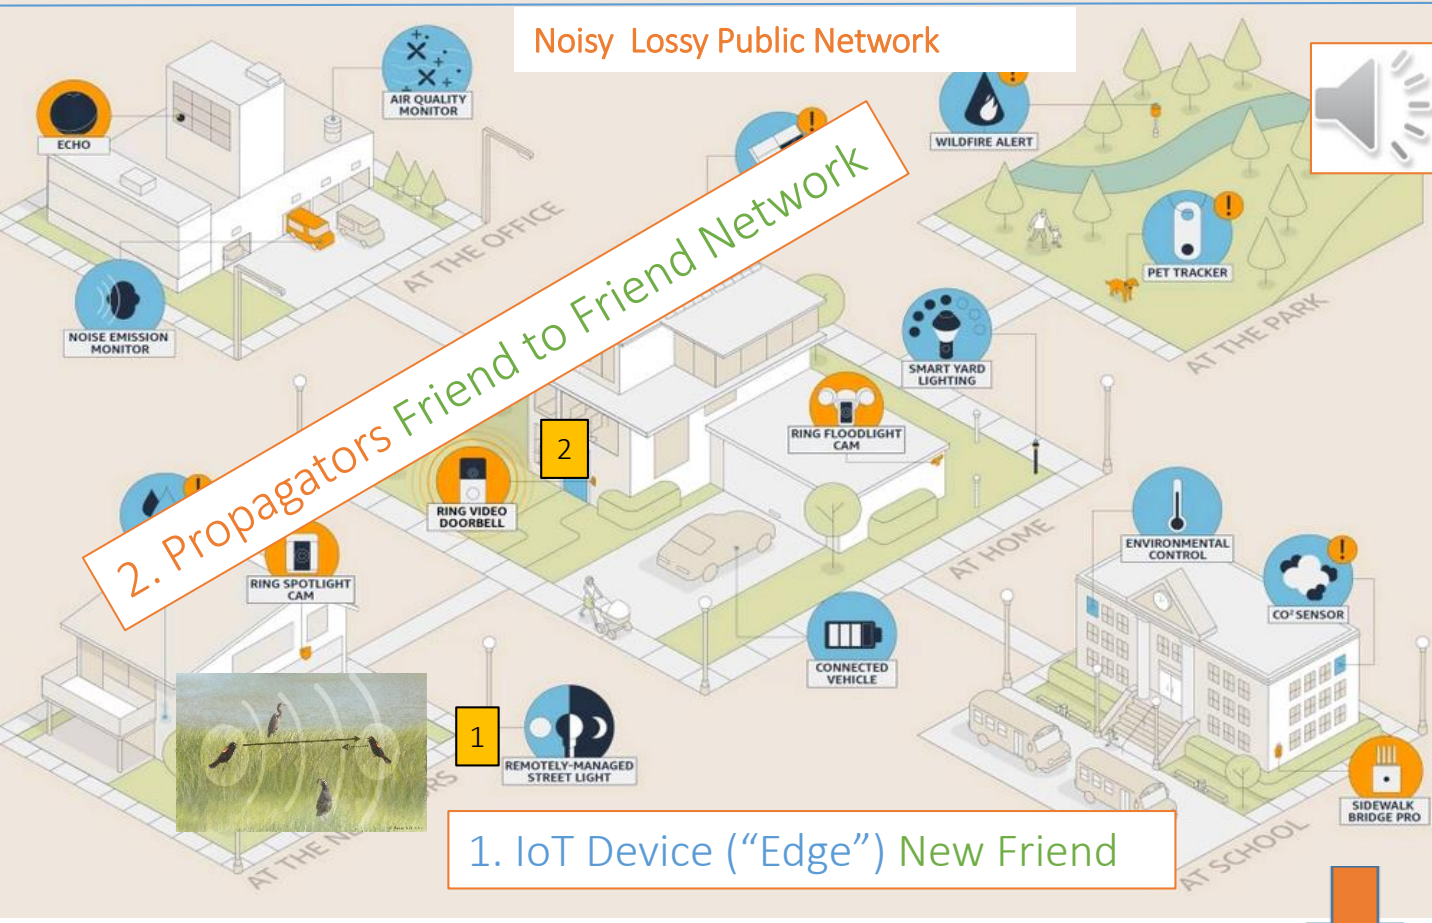 Noisy Lossy Public Network
ECHO
AIR QUALITY
MONITOR
WILDFIRE ALERT
AT THE OFFICE
PET TRACKER
NOISE EMISSION
MONITOR
AT THE PARK
SMART YARD
LIGHTING
2. Propagators Friend to Friend Network
RING FLOODLIGHT
CAM
2
RING VIDEO
DOORBELL
AT HOME
ENVIRONMENTAL
CONTROL
RING SPOTLIGHT
CAM
CO² SENSOR
CONNECTED
VEHICLE
1
REMOTELY-MANAGED
STREET LIGHT
AT THE
RS
SIDEWALK
BRIDGE PRO
1. IoT Device (“Edge”) New Friend
AT SCHOOL